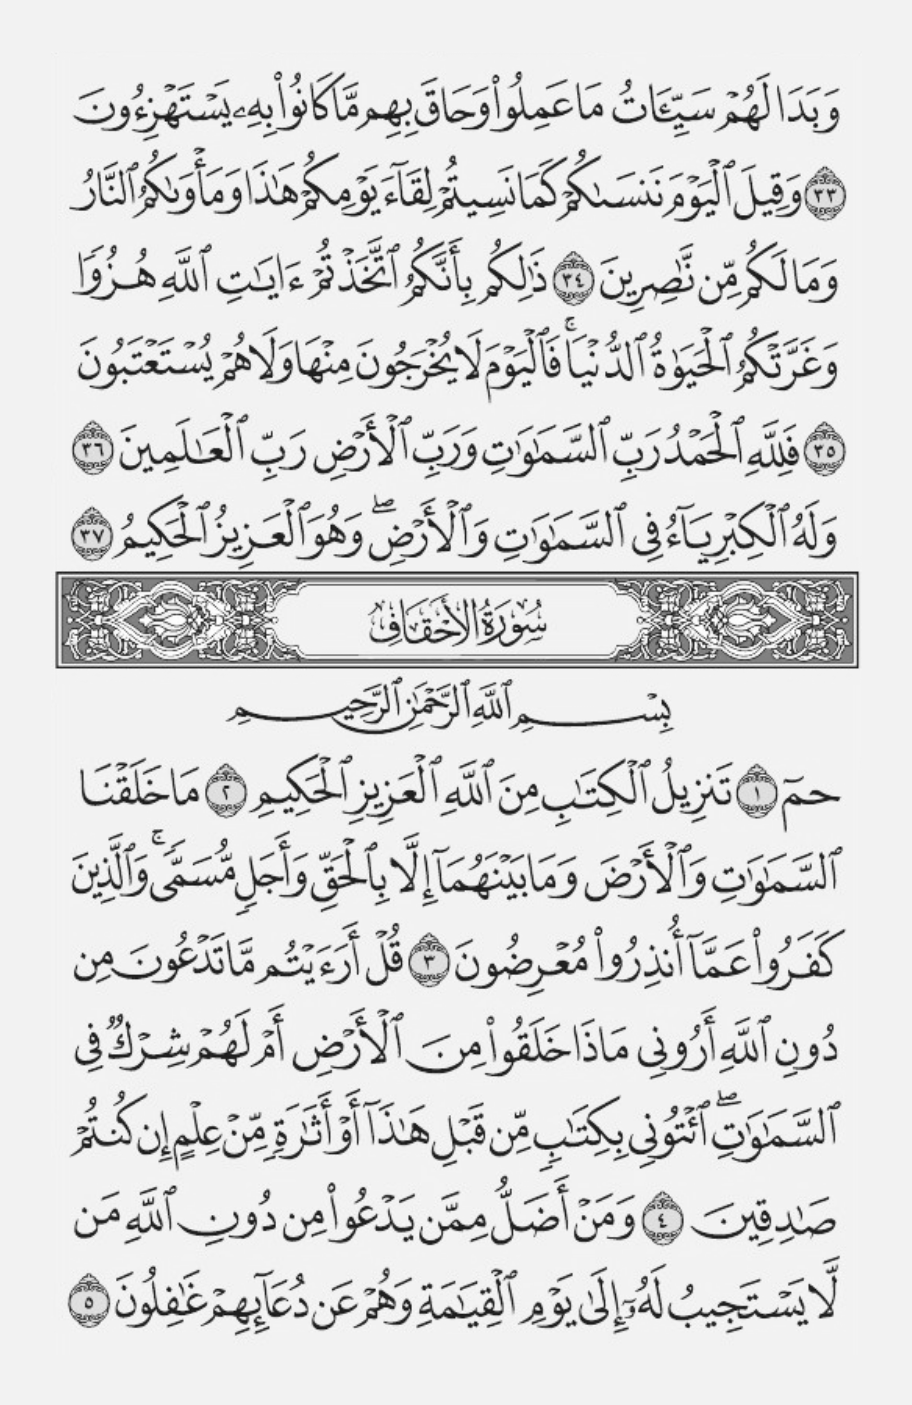 وَبَدَا لَهُمْ سَيِّـَٔاتُ مَا عَمِلُوا۟ وَحَاقَ بِهِم مَّا كَانُوا۟ بِهِۦ يَسْتَهْزِءُونَ
٣٣ وَقِيلَ ٱلْيَوْمَ نَنسَىٰكُمْ كَمَا نَسِيتُمْ لِقَآءَ يَوْمِكُمْ هَـٰذَا وَمَأْوَىٰكُمُ ٱلنَّارُ
وَمَا لَكُم مِّن نَّـٰصِرِينَ ٣٤ ذَٰلِكُم بِأَنَّكُمُ ٱتَّخَذْتُمْ ءَايَـٰتِ ٱللَّهِ هُزُوًا
وَغَرَّتْكُمُ ٱلْحَيَوٰةُ ٱلدُّنْيَا ۚ فَٱلْيَوْمَ لَا يُخْرَجُونَ مِنْهَا وَلَا هُمْ يُسْتَعْتَبُونَ
٣٥ فَلِلَّهِ ٱلْحَمْدُ رَبِّ ٱلسَّمَـٰوَٰتِ وَرَبِّ ٱلْأَرْضِ رَبِّ ٱلْعَـٰلَمِينَ ٣٦
وَلَهُ ٱلْكِبْرِيَآءُ فِى ٱلسَّمَـٰوَٰتِ وَٱلْأَرْضِ ۖ وَهُوَ ٱلْعَزِيزُ ٱلْحَكِيمُ ٣٧
سُورَةُ الأَحْقَافِ
بِسْمِ ٱللَّهِ ٱلرَّحْمَـٰنِ ٱلرَّحِيمِ
حمٓ ١ تَنزِيلُ ٱلْكِتَـٰبِ مِنَ ٱللَّهِ ٱلْعَزِيزِ ٱلْحَكِيمِ ٢ مَا خَلَقْنَا
ٱلسَّمَـٰوَٰتِ وَٱلْأَرْضَ وَمَا بَيْنَهُمَآ إِلَّا بِٱلْحَقِّ وَأَجَلٍ مُّسَمًّى ۚ وَٱلَّذِينَ
كَفَرُوا۟ عَمَّآ أُنذِرُوا۟ مُعْرِضُونَ ٣ قُلْ أَرَءَيْتُم مَّا تَدْعُونَ مِن
دُونِ ٱللَّهِ أَرُونِى مَاذَا خَلَقُوا۟ مِنَ ٱلْأَرْضِ أَمْ لَهُمْ شِرْكٌ فِى
ٱلسَّمَـٰوَٰتِ ۖ ٱئْتُونِى بِكِتَـٰبٍ مِّن قَبْلِ هَـٰذَآ أَوْ أَثَـٰرَةٍ مِّنْ عِلْمٍ إِن كُنتُمْ
صَـٰدِقِينَ ٤ وَمَنْ أَضَلُّ مِمَّن يَدْعُوا۟ مِن دُونِ ٱللَّهِ مَن
لَّا يَسْتَجِيبُ لَهُۥٓ إِلَىٰ يَوْمِ ٱلْقِيَـٰمَةِ وَهُمْ عَن دُعَآئِهِمْ غَـٰفِلُونَ ٥